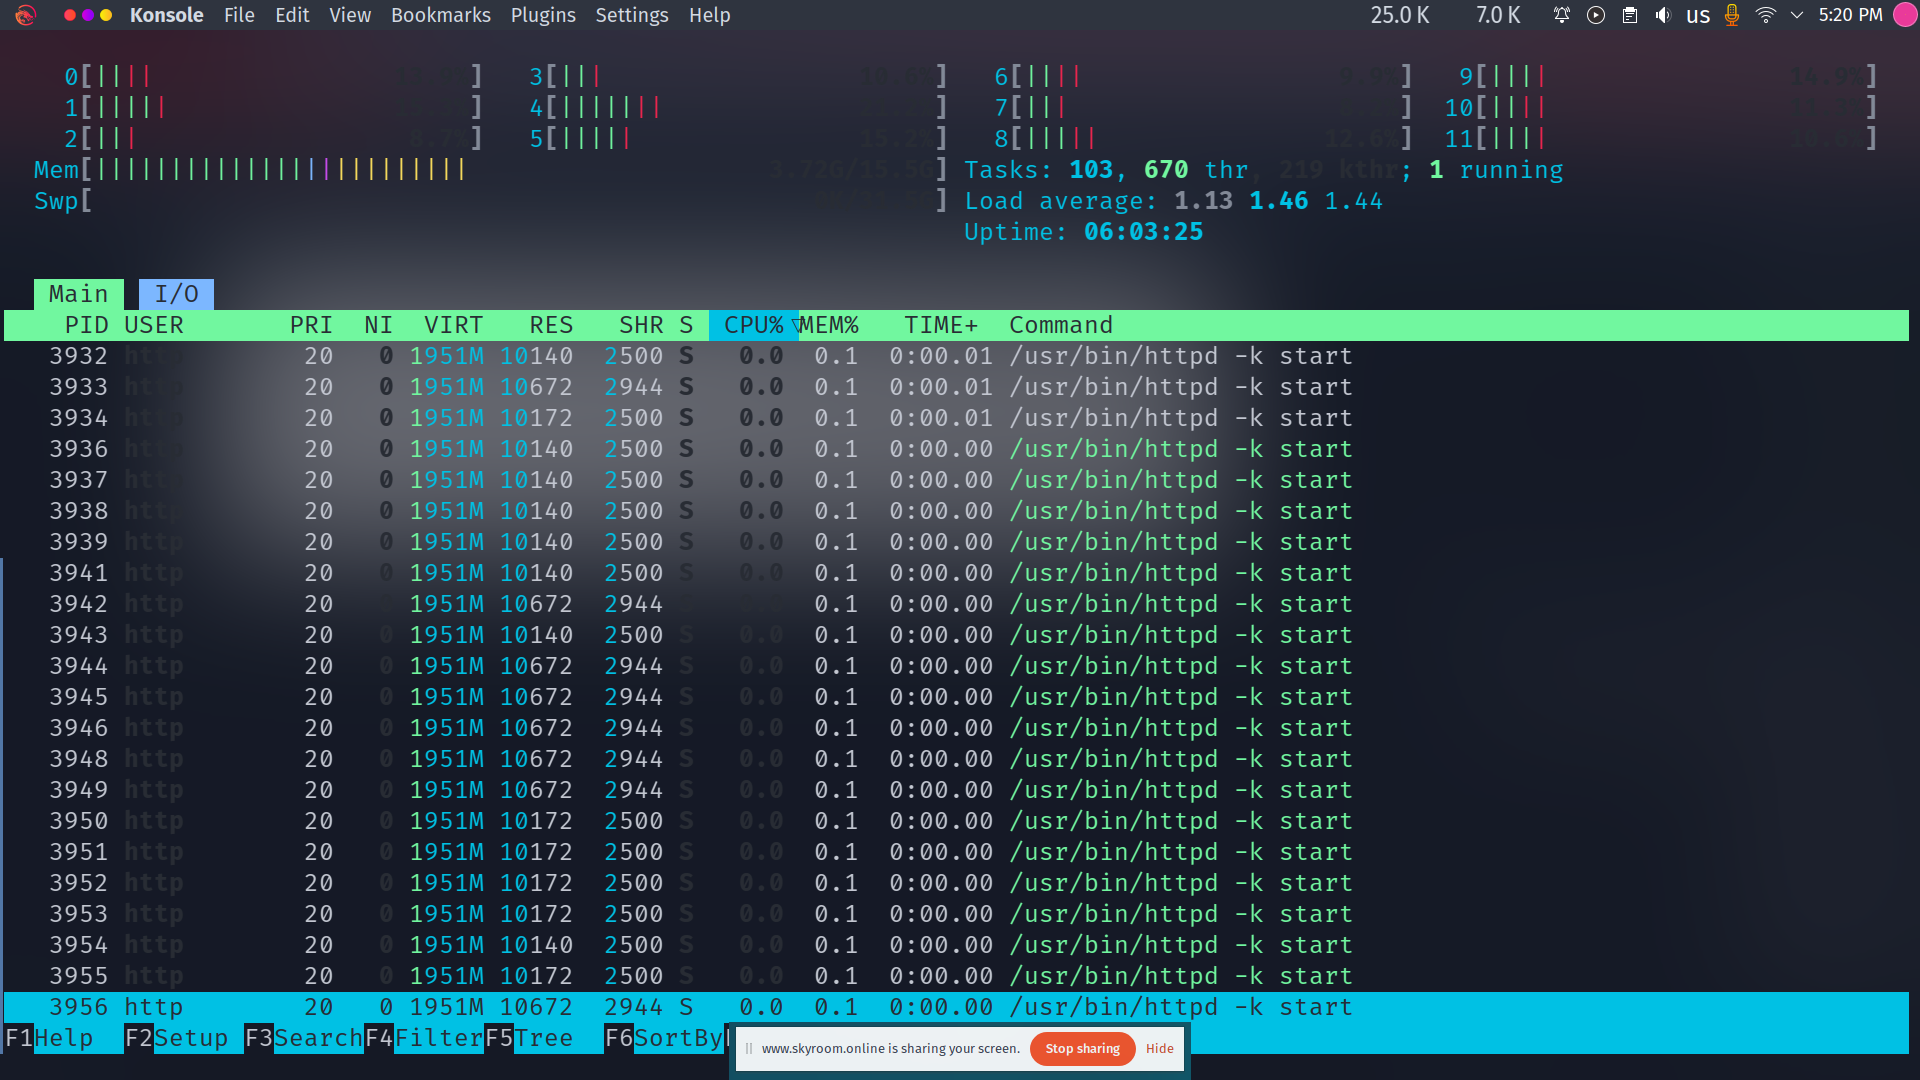 Konsole File Edit View Bookmarks Plugins Settings Help 25.0 K 7.0 K us 5:20 PM
0[|||| ] 3[||| 10.6%] 6[|||| 9.9%] 9[|||| 14.9%]
1[||||| ] 4[||||||| ] 7[||| ] 10[|||| ]
2[||| 8.7%] 5[||||| 15.2%] 8[||||| 12.6%] 11[|||| 10.6%]
Mem[||||||||||||||||||||||||| 3.72G/15.5G] Tasks: 103, 670 thr, 219 kthr; 1 running
Swp[ ] Load average: 1.13 1.46 1.44
Uptime: 06:03:25
Main I/O
PID USER PRI NI VIRT RES SHR S CPU%▽MEM% TIME+ Command
3932 http 20 0 1951M 10140 2500 S 0.0 0.1 0:00.01 /usr/bin/httpd -k start
3933 http 20 0 1951M 10672 2944 S 0.0 0.1 0:00.01 /usr/bin/httpd -k start
3934 http 20 0 1951M 10172 2500 S 0.0 0.1 0:00.01 /usr/bin/httpd -k start
3936 http 20 0 1951M 10140 2500 S 0.0 0.1 0:00.00 /usr/bin/httpd -k start
3937 http 20 0 1951M 10140 2500 S 0.0 0.1 0:00.00 /usr/bin/httpd -k start
3938 http 20 0 1951M 10140 2500 S 0.0 0.1 0:00.00 /usr/bin/httpd -k start
3939 http 20 0 1951M 10140 2500 S 0.0 0.1 0:00.00 /usr/bin/httpd -k start
3941 http 20 0 1951M 10140 2500 S 0.0 0.1 0:00.00 /usr/bin/httpd -k start
3942 http 20 1951M 10672 2944 0.1 0:00.00 /usr/bin/httpd -k start
3943 http 20 0 1951M 10140 2500 S 0.0 0.1 0:00.00 /usr/bin/httpd -k start
3944 http 20 0 1951M 10672 2944 S 0.0 0.1 0:00.00 /usr/bin/httpd -k start
3945 http 20 0 1951M 10672 2944 S 0.0 0.1 0:00.00 /usr/bin/httpd -k start
3946 http 20 0 1951M 10672 2944 S 0.0 0.1 0:00.00 /usr/bin/httpd -k start
3948 http 20 0 1951M 10672 2944 S 0.0 0.1 0:00.00 /usr/bin/httpd -k start
3949 http 20 0 1951M 10672 2944 S 0.0 0.1 0:00.00 /usr/bin/httpd -k start
3950 http 20 0 1951M 10172 2500 S 0.0 0.1 0:00.00 /usr/bin/httpd -k start
3951 http 20 0 1951M 10172 2500 S 0.0 0.1 0:00.00 /usr/bin/httpd -k start
3952 http 20 0 1951M 10172 2500 S 0.0 0.1 0:00.00 /usr/bin/httpd -k start
3953 http 20 0 1951M 10172 2500 S 0.0 0.1 0:00.00 /usr/bin/httpd -k start
3954 http 20 0 1951M 10140 2500 S 0.0 0.1 0:00.00 /usr/bin/httpd -k start
3955 http 20 0 1951M 10172 2500 S 0.0 0.1 0:00.00 /usr/bin/httpd -k start
3956 http 20 0 1951M 10672 2944 S 0.0 0.1 0:00.00 /usr/bin/httpd -k start
F1Help F2Setup F3SearchF4FilterF5Tree F6SortBy
www.skyroom.online is sharing your screen. Stop sharing Hide